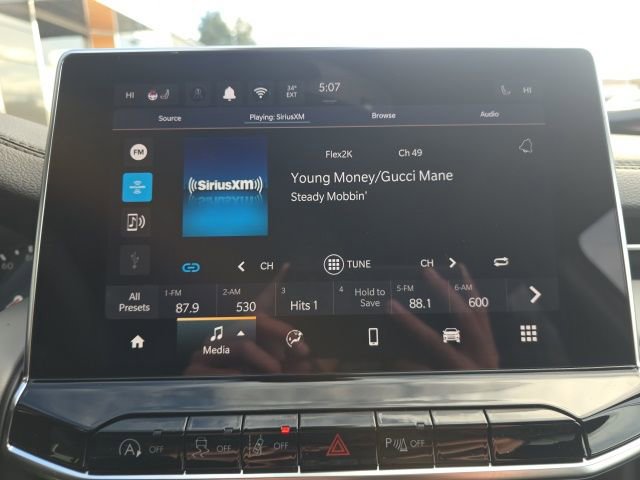 HI 34° EXT 5:07 HI
Source Playing: SiriusXM Browse Audio
FM
Flex2K Ch 49
((SiriusXM))
Young Money/Gucci Mane
Steady Mobbin'
CH TUNE CH
All Presets
1-FM 87.9
2-AM 530
3 Hits 1
4 Hold to Save
5-FM 88.1
6-AM 600
Media
A OFF OFF OFF P OFF